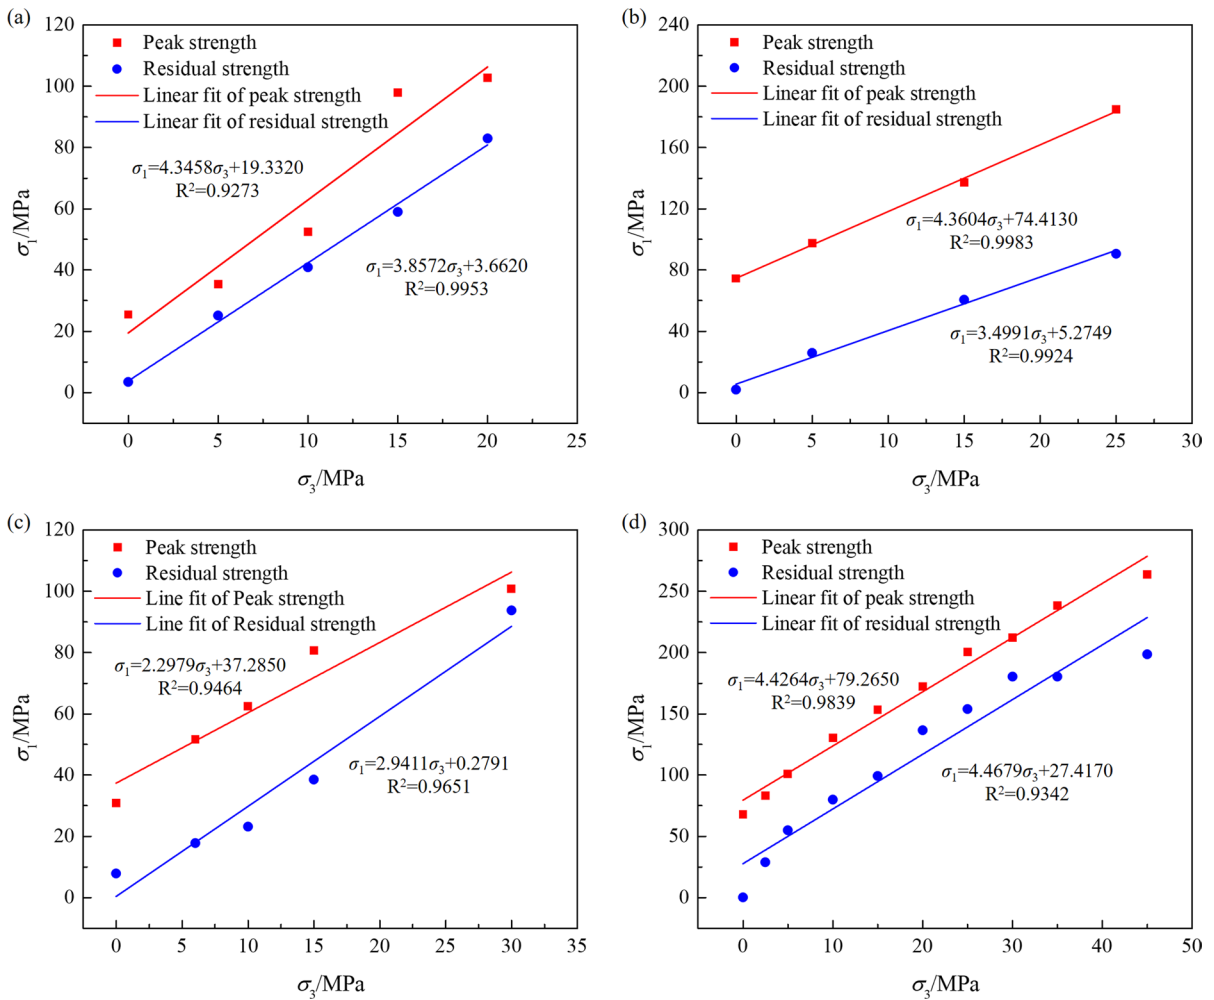 (a)
120
100
80
60
40
20
0
σ₁/MPa
Peak strength
Residual strength
Linear fit of peak strength
Linear fit of residual strength
σ₁=4.3458σ₃+19.3320
R²=0.9273
σ₁=3.8572σ₃+3.6620
R²=0.9953
0 5 10 15 20 25
σ₃/MPa
(b)
240
200
160
120
80
40
0
σ₁/MPa
Peak strength
Residual strength
Linear fit of peak strength
Linear fit of residual strength
σ₁=4.3604σ₃+74.4130
R²=0.9983
σ₁=3.4991σ₃+5.2749
R²=0.9924
0 5 10 15 20 25 30
σ₃/MPa
(c)
120
100
80
60
40
20
0
σ₁/MPa
Peak strength
Residual strength
Line fit of Peak strength
Line fit of Residual strength
σ₁=2.2979σ₃+37.2850
R²=0.9464
σ₁=2.9411σ₃+0.2791
R²=0.9651
0 5 10 15 20 25 30 35
σ₃/MPa
(d)
300
250
200
150
100
50
0
σ₁/MPa
Peak strength
Residual strength
Linear fit of peak strength
Linear fit of residual strength
σ₁=4.4264σ₃+79.2650
R²=0.9839
σ₁=4.4679σ₃+27.4170
R²=0.9342
0 10 20 30 40 50
σ₃/MPa